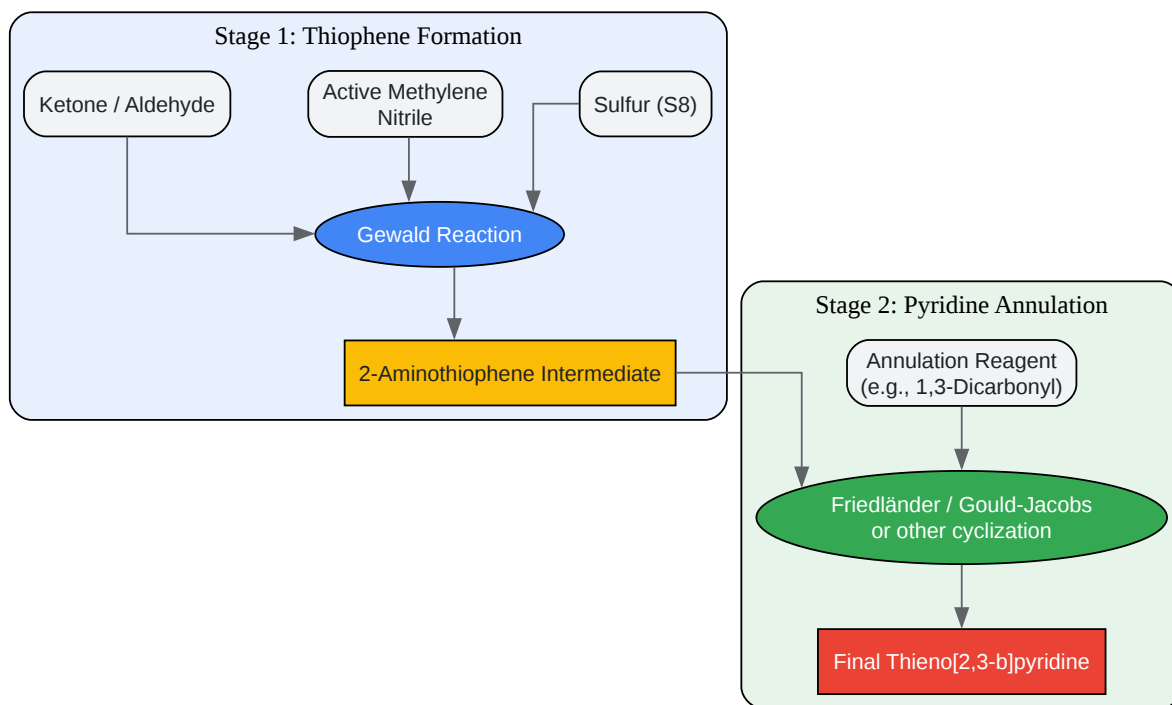 Stage 1: Thiophene Formation
Ketone / Aldehyde
Active Methylene
Nitrile
Sulfur (S8)
Gewald Reaction
2-Aminothiophene Intermediate
Stage 2: Pyridine Annulation
Annulation Reagent
(e.g., 1,3-Dicarbonyl)
Friedländer / Gould-Jacobs
or other cyclization
Final Thieno[2,3-b]pyridine